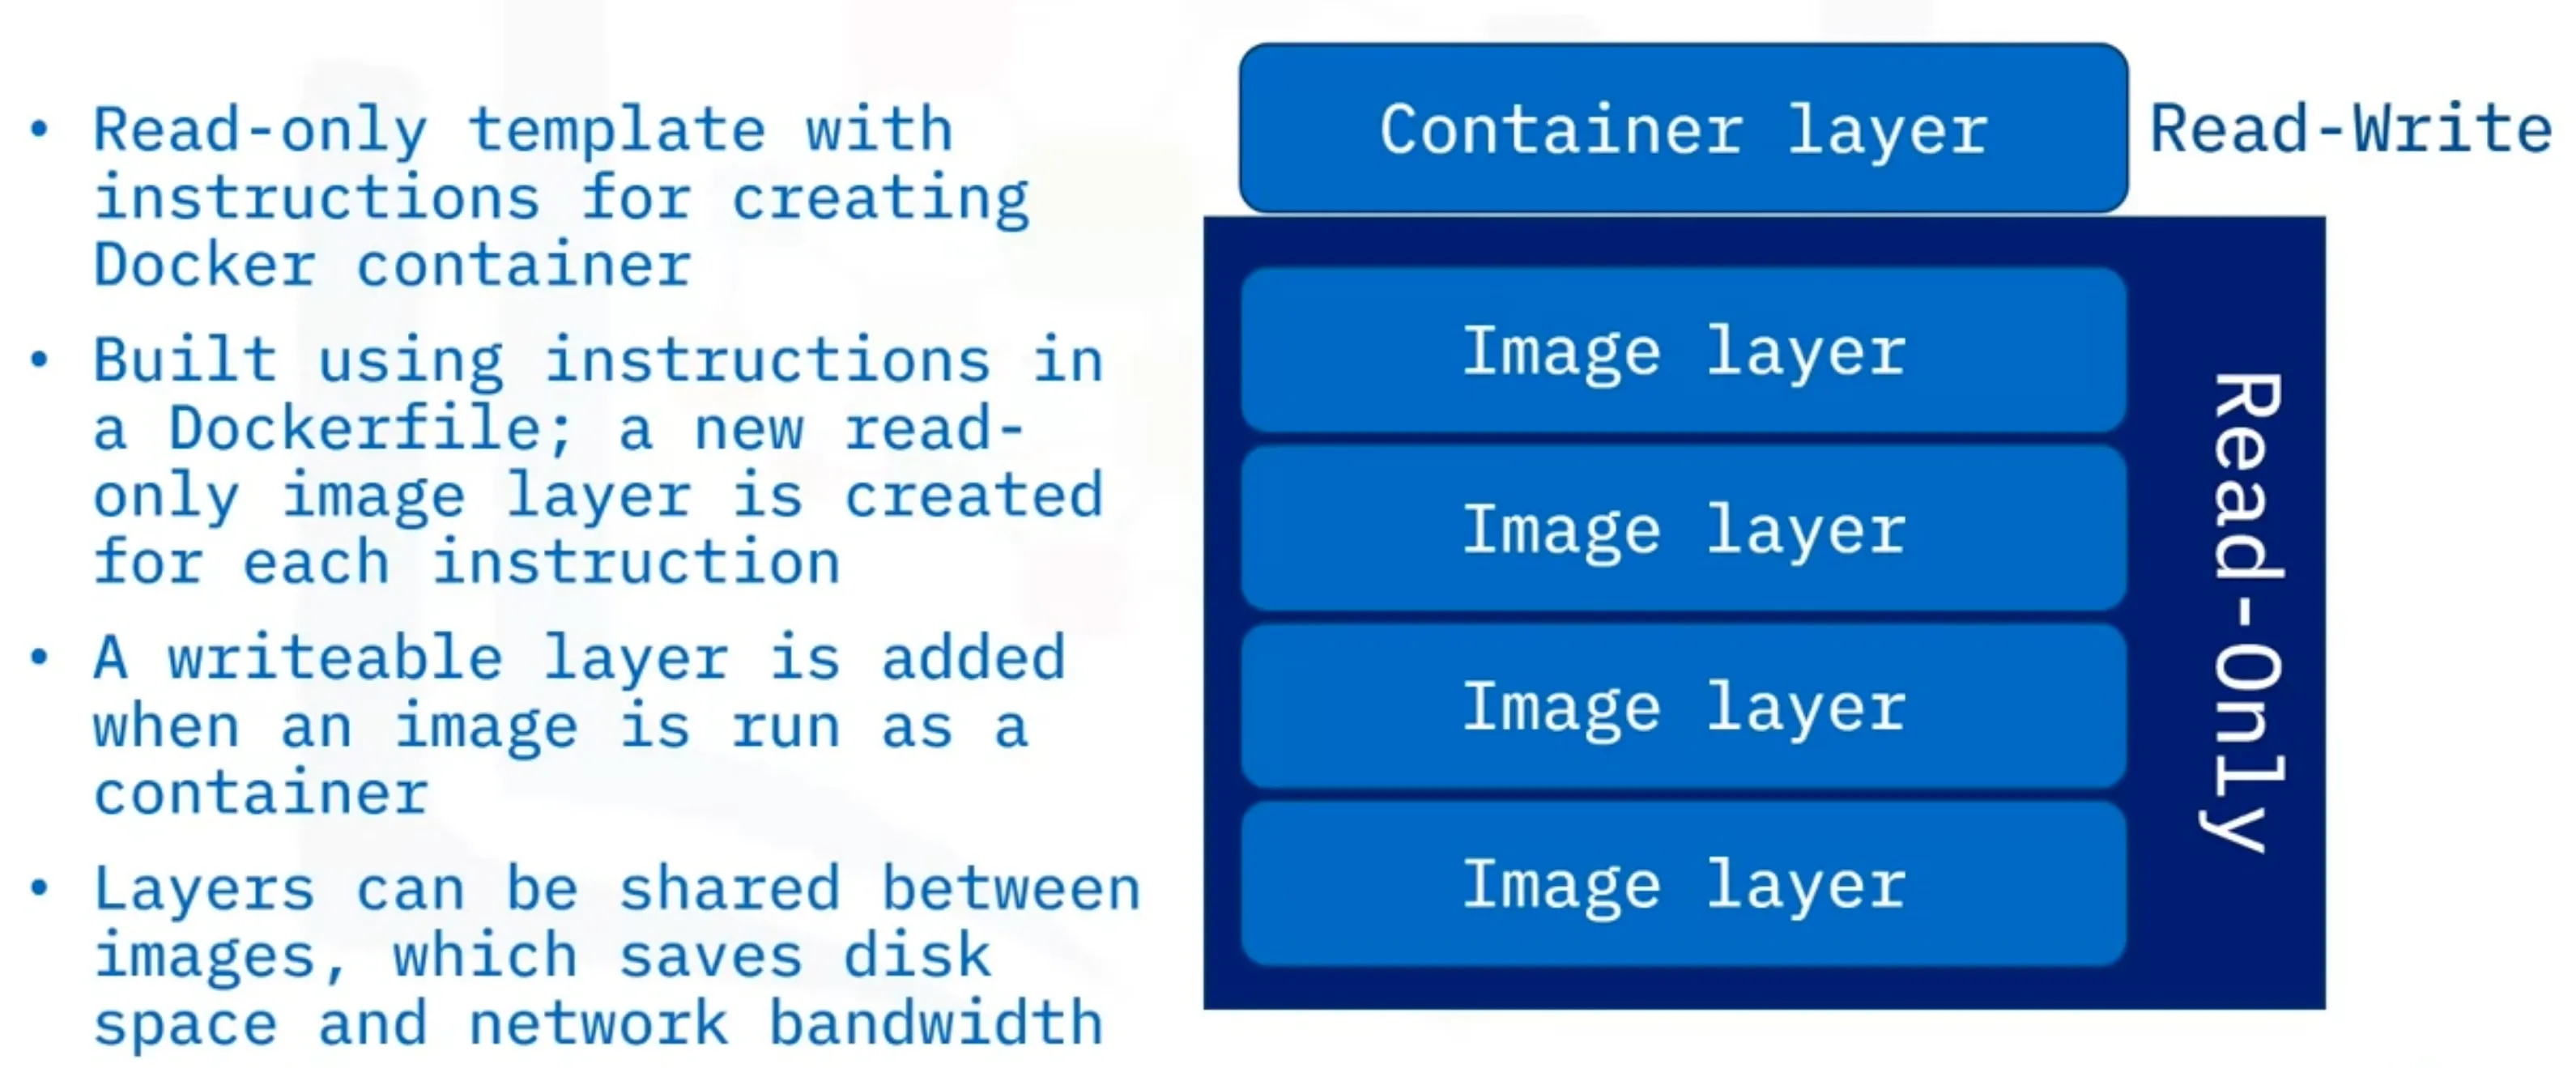 • Read-only template with
instructions for creating
Docker container
• Built using instructions in
a Dockerfile; a new read-
only image layer is created
for each instruction
• A writeable layer is added
when an image is run as a
container
• Layers can be shared between
images, which saves disk
space and network bandwidth
Container layer
Read-Write
Image layer
Image layer
Image layer
Image layer
Read-Only